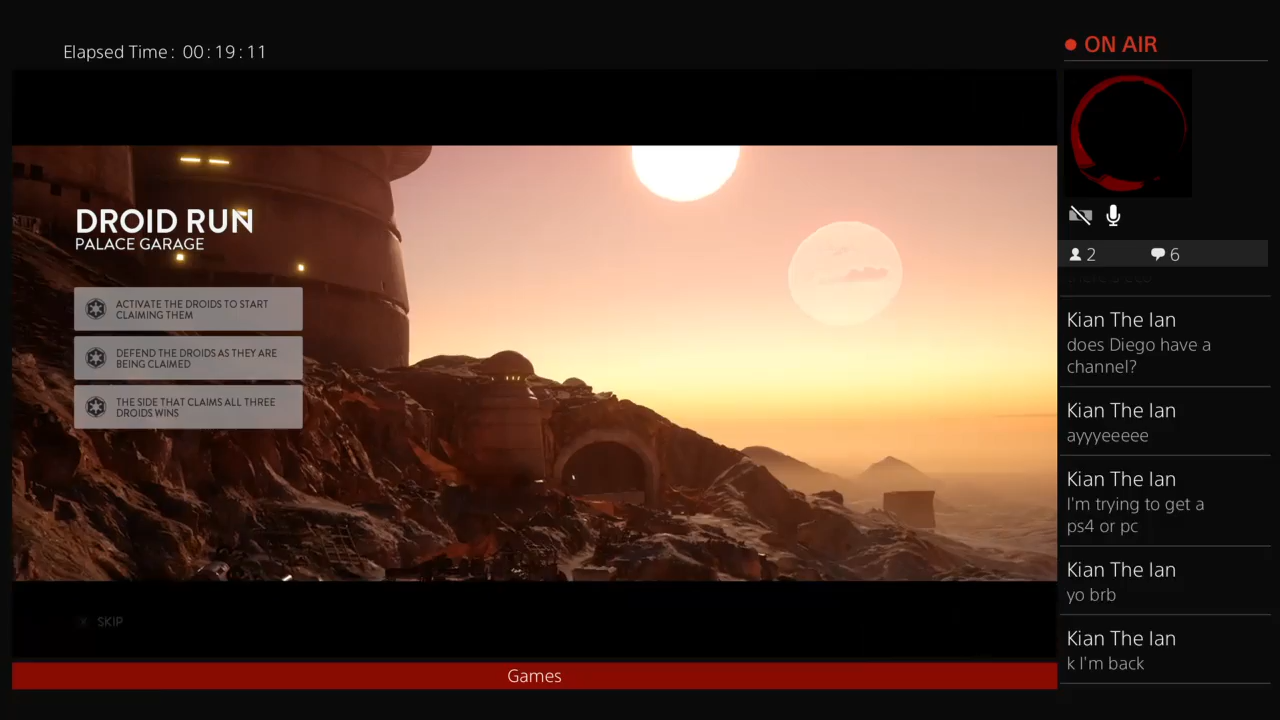 Elapsed Time: 00:19:11
ON AIR
DROID RUN
PALACE GARAGE
ACTIVATE THE DROIDS TO START
CLAIMING THEM
DEFEND THE DROIDS AS THEY ARE
BEING CLAIMED
THE SIDE THAT CLAIMS ALL THREE
DROIDS WINS
X SKIP
Games
2
6
Kian The Ian
does Diego have a
channel?
Kian The Ian
ayyyeeeee
Kian The Ian
I'm trying to get a
ps4 or pc
Kian The Ian
yo brb
Kian The Ian
k I'm back